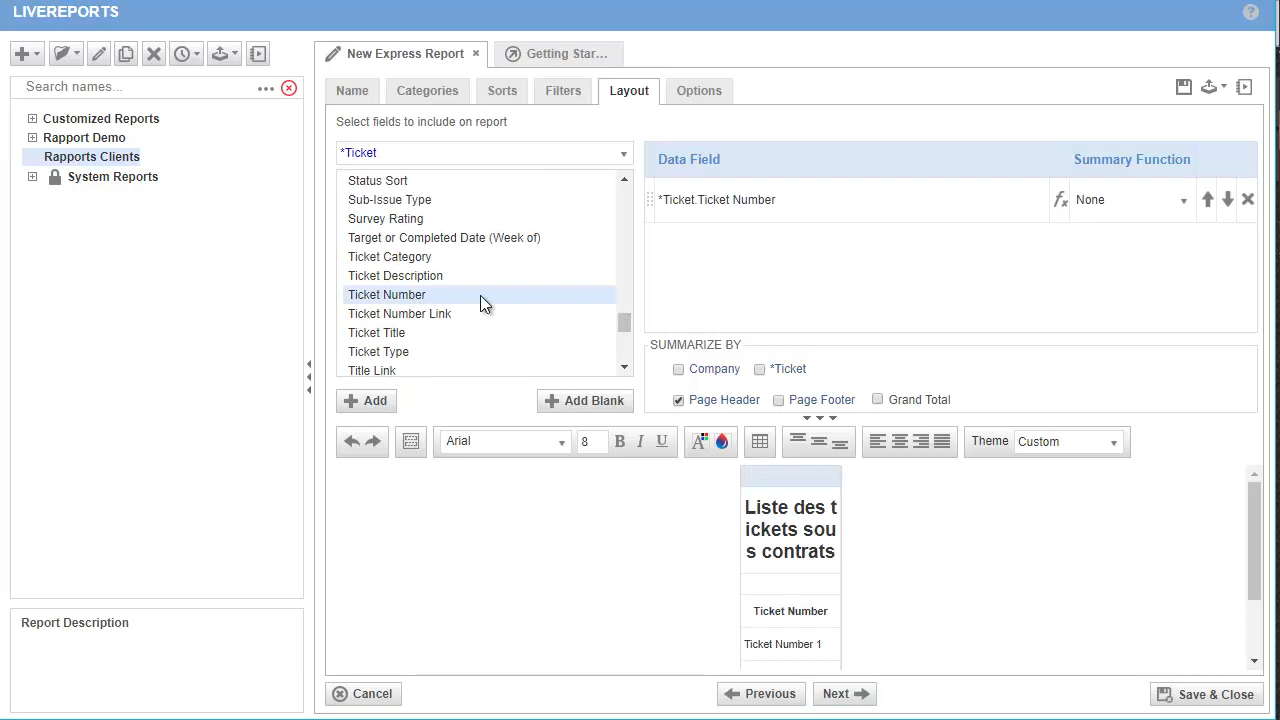 LIVEREPORTS
New Express Report
Getting Star...
Search names...
Customized Reports
Rapport Demo
Rapports Clients
System Reports
Report Description
Name
Categories
Sorts
Filters
Layout
Options
Select fields to include on report
*Ticket
Status Sort
Sub-Issue Type
Survey Rating
Target or Completed Date (Week of)
Ticket Category
Ticket Description
Ticket Number
Ticket Number Link
Ticket Title
Ticket Type
Title Link
Add
Add Blank
Data Field
Summary Function
*Ticket.Ticket Number
fx
None
SUMMARIZE BY
Company
*Ticket
Page Header
Page Footer
Grand Total
Arial
8
B
I
U
A
Theme
Custom
Liste des t
ickets sou
s contrats
Ticket Number
Ticket Number 1
Cancel
Previous
Next
Save & Close